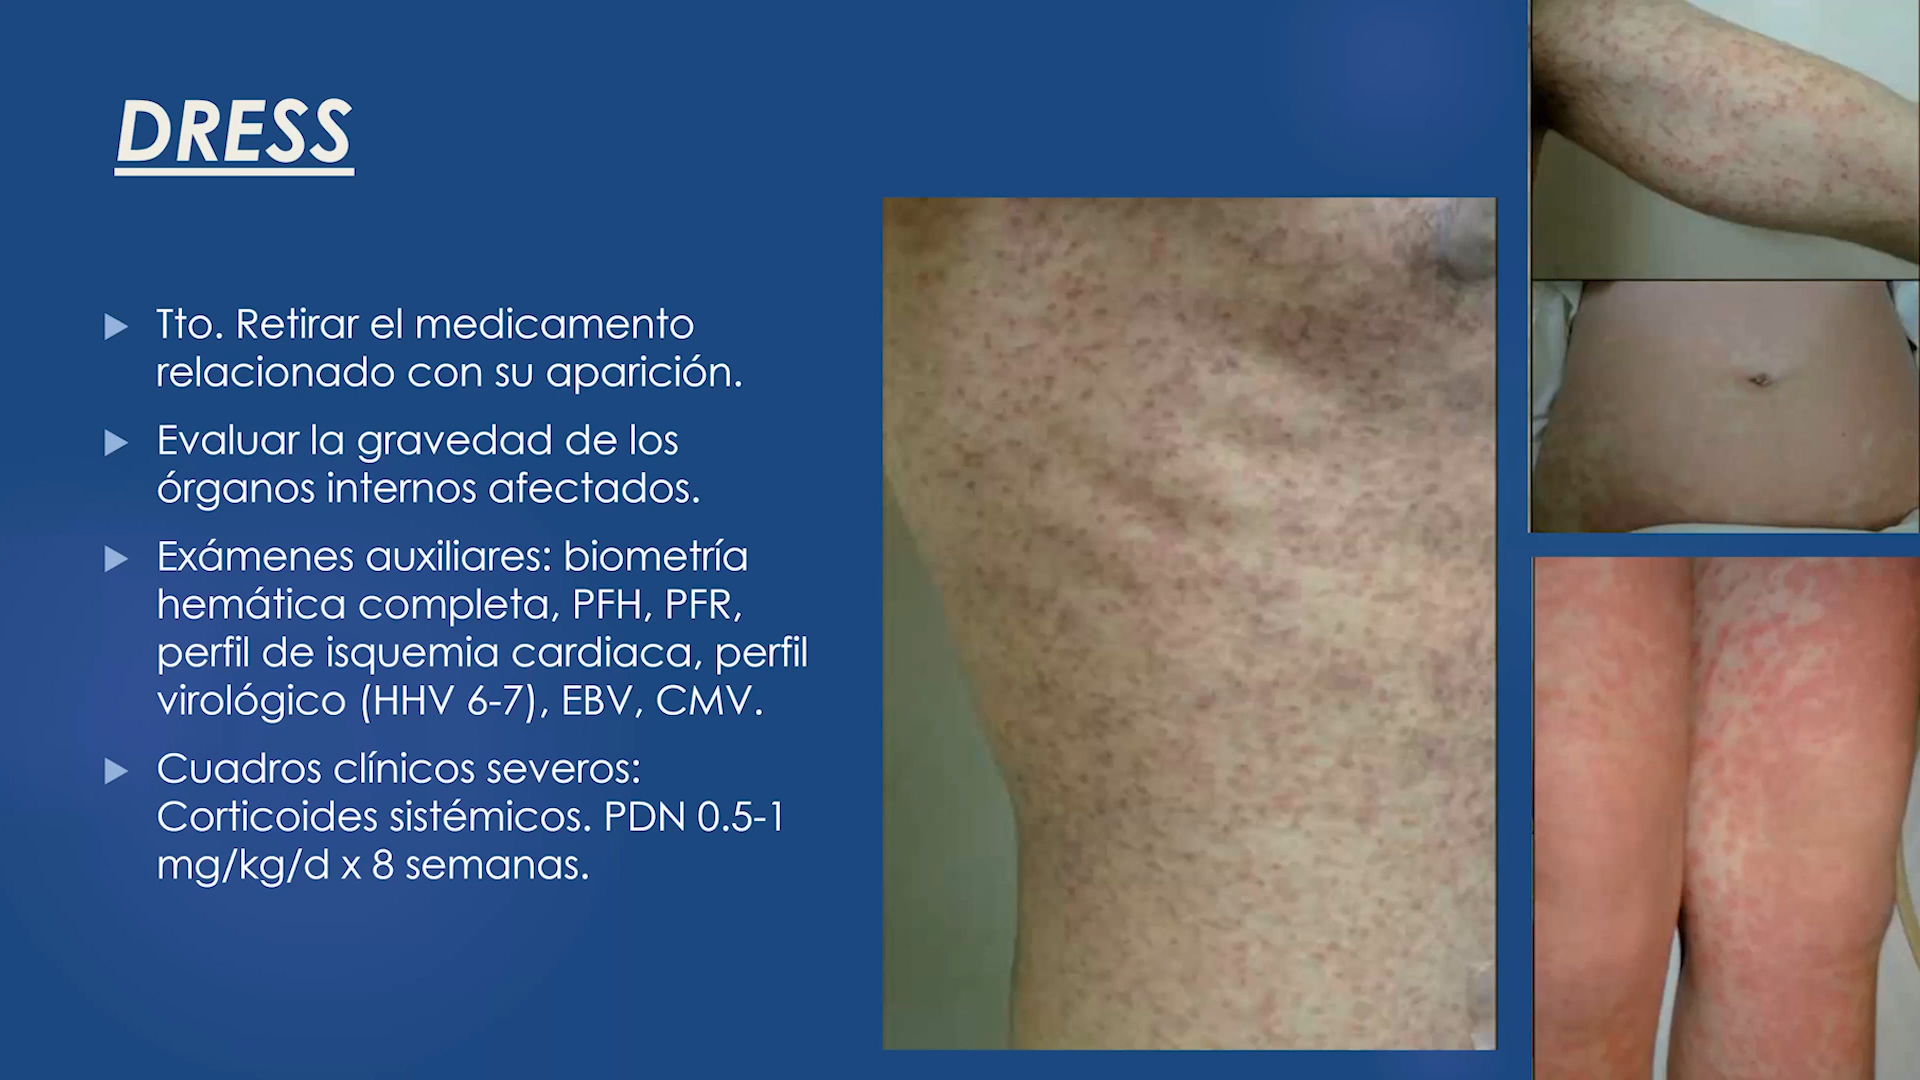 DRESS
Tto. Retirar el medicamento
relacionado con su aparición.
Evaluar la gravedad de los
órganos internos afectados.
Exámenes auxiliares: biometría
hemática completa, PFH, PFR,
perfil de isquemia cardiaca, perfil
virológico (HHV 6-7), EBV, CMV.
Cuadros clínicos severos:
Corticoides sistémicos. PDN 0.5-1
mg/kg/d x 8 semanas.